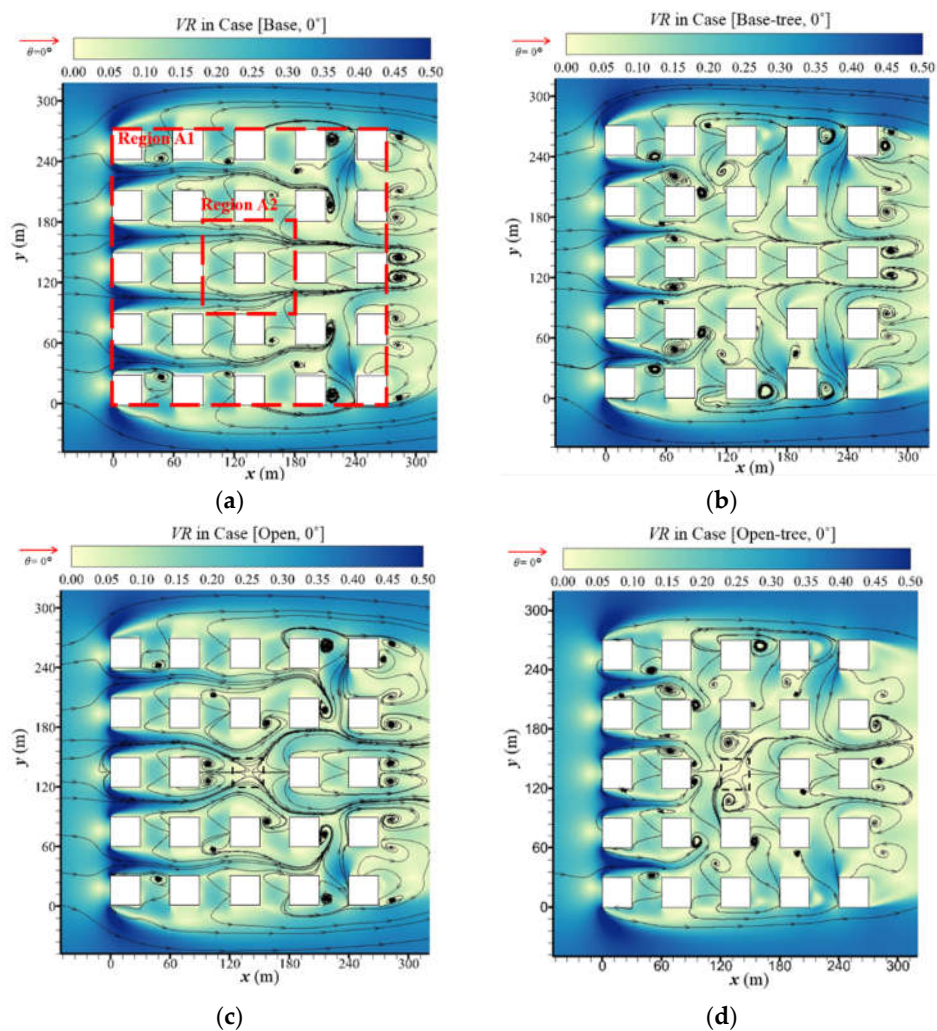 VR in Case [Base, 0°]
θ=0°
0.00 0.05 0.10 0.15 0.20 0.25 0.30 0.35 0.40 0.45 0.50
300
240
180
120
60
0
y (m)
Region A1
Region A2
0 60 120 180 240 300
x (m)
(a)
VR in Case [Base-tree, 0°]
θ= 0°
0.00 0.05 0.10 0.15 0.20 0.25 0.30 0.35 0.40 0.45 0.50
300
240
180
120
60
0
y (m)
0 60 120 180 240 300
x (m)
(b)
VR in Case [Open, 0°]
θ= 0°
0.00 0.05 0.10 0.15 0.20 0.25 0.30 0.35 0.40 0.45 0.50
300
240
180
120
60
0
y (m)
0 60 120 180 240 300
x (m)
(c)
VR in Case [Open-tree, 0°]
θ= 0°
0.00 0.05 0.10 0.15 0.20 0.25 0.30 0.35 0.40 0.45 0.50
300
240
180
120
60
0
y (m)
0 60 120 180 240 300
x (m)
(d)